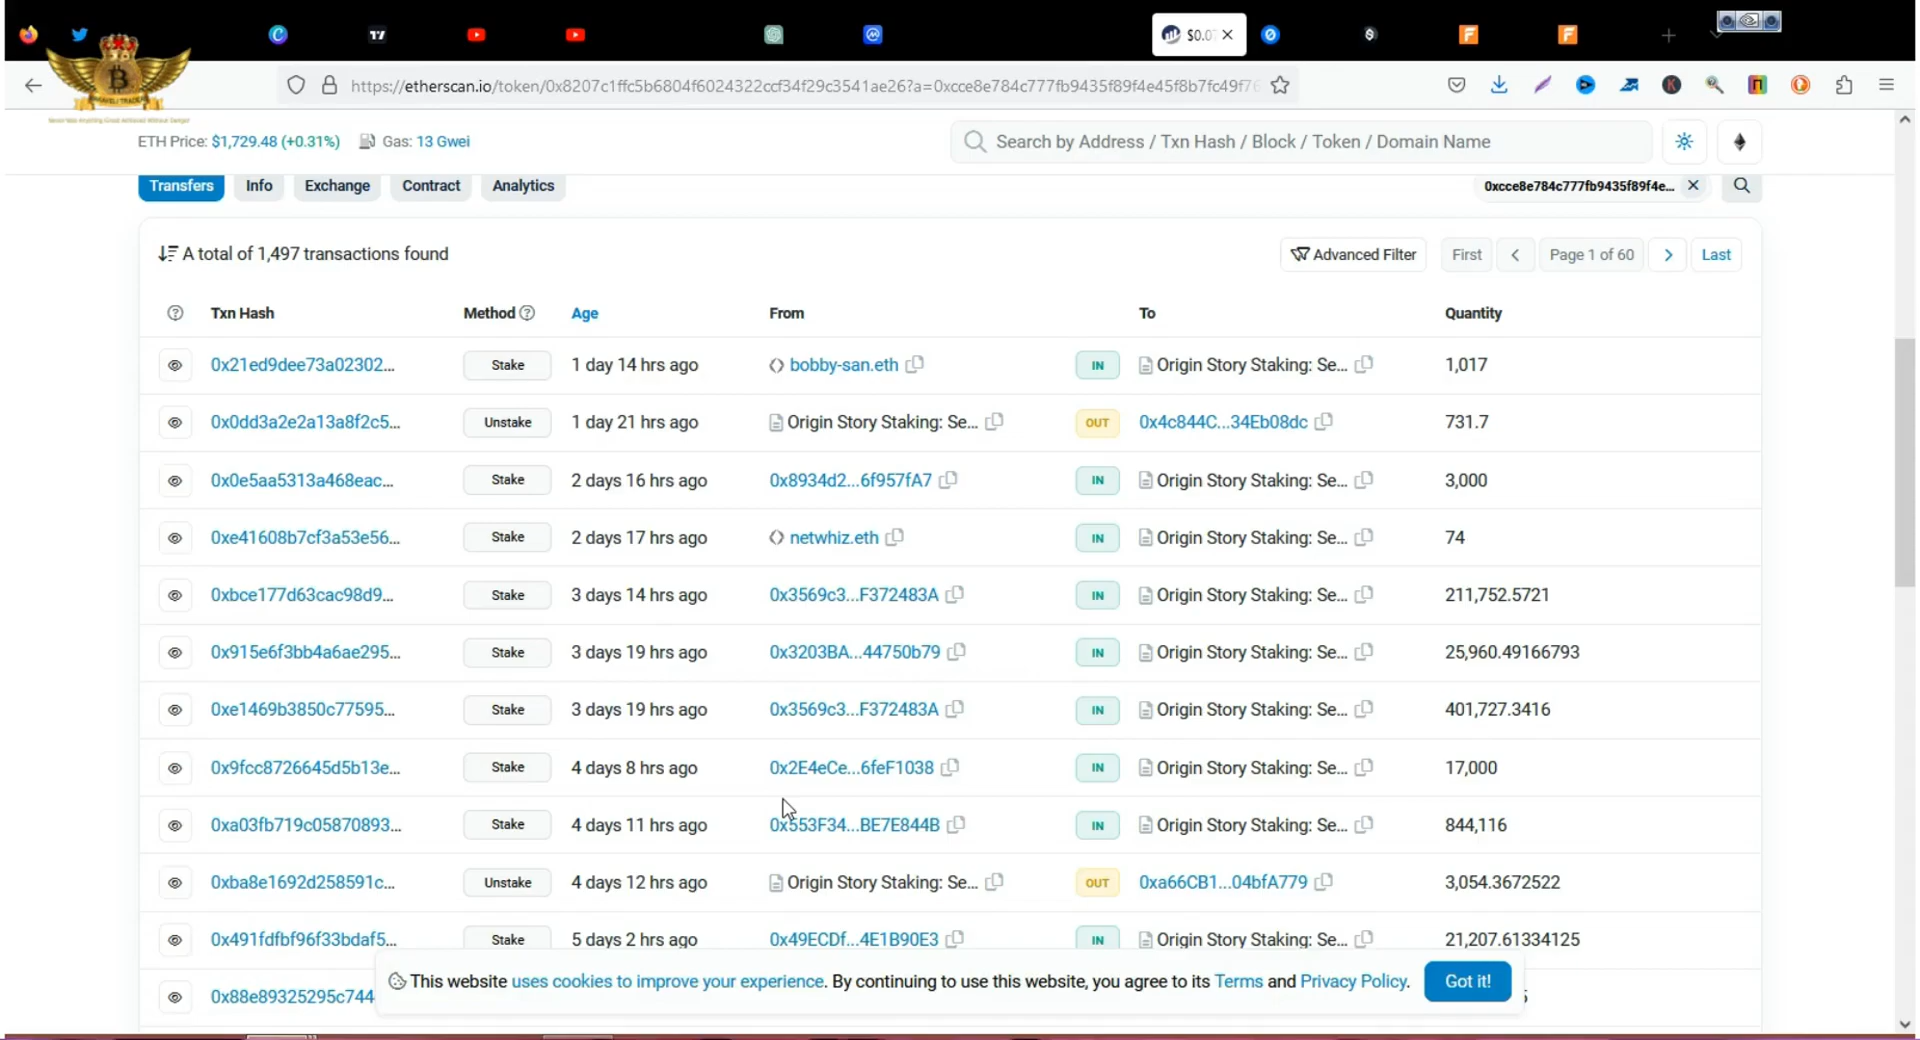 $0.07
https://etherscan.io/token/0x8207c1ffc5b6804f6024322ccf34f29c3541ae26?a=0xcce8e784c777fb9435f89f4e45f8b7fc49f76
ETH Price: $1,729.48 (+0.31%) Gas: 13 Gwei
Search by Address / Txn Hash / Block / Token / Domain Name
Transfers Info Exchange Contract Analytics
0xcce8e784c777fb9435f89f4e...
A total of 1,497 transactions found
Advanced Filter First Page 1 of 60 Last
Txn Hash Method Age From To Quantity
0x21ed9dee73a02302... Stake 1 day 14 hrs ago bobby-san.eth IN Origin Story Staking: Se... 1,017
0x0dd3a2e2a13a8f2c5... Unstake 1 day 21 hrs ago Origin Story Staking: Se... OUT 0x4c844C...34Eb08dc 731.7
0x0e5aa5313a468eac... Stake 2 days 16 hrs ago 0x8934d2...6f957fA7 IN Origin Story Staking: Se... 3,000
0xe41608b7cf3a53e56... Stake 2 days 17 hrs ago netwhiz.eth IN Origin Story Staking: Se... 74
0xbce177d63cac98d9... Stake 3 days 14 hrs ago 0x3569c3...F372483A IN Origin Story Staking: Se... 211,752.5721
0x915e6f3bb4a6ae295... Stake 3 days 19 hrs ago 0x3203BA...44750b79 IN Origin Story Staking: Se... 25,960.49166793
0xe1469b3850c77595... Stake 3 days 19 hrs ago 0x3569c3...F372483A IN Origin Story Staking: Se... 401,727.3416
0x9fcc8726645d5b13e... Stake 4 days 8 hrs ago 0x2E4eCe...6feF1038 IN Origin Story Staking: Se... 17,000
0xa03fb719c05870893... Stake 4 days 11 hrs ago 0x553F34...BE7E844B IN Origin Story Staking: Se... 844,116
0xba8e1692d258591c... Unstake 4 days 12 hrs ago Origin Story Staking: Se... OUT 0xa66CB1...04bfA779 3,054.3672522
0x491fdfbf96f33bdaf5... Stake 5 days 2 hrs ago 0x49ECDf...4E1B90E3 IN Origin Story Staking: Se... 21,207.61334125
This website uses cookies to improve your experience. By continuing to use this website, you agree to its Terms and Privacy Policy. Got it!
0x88e89325295c744